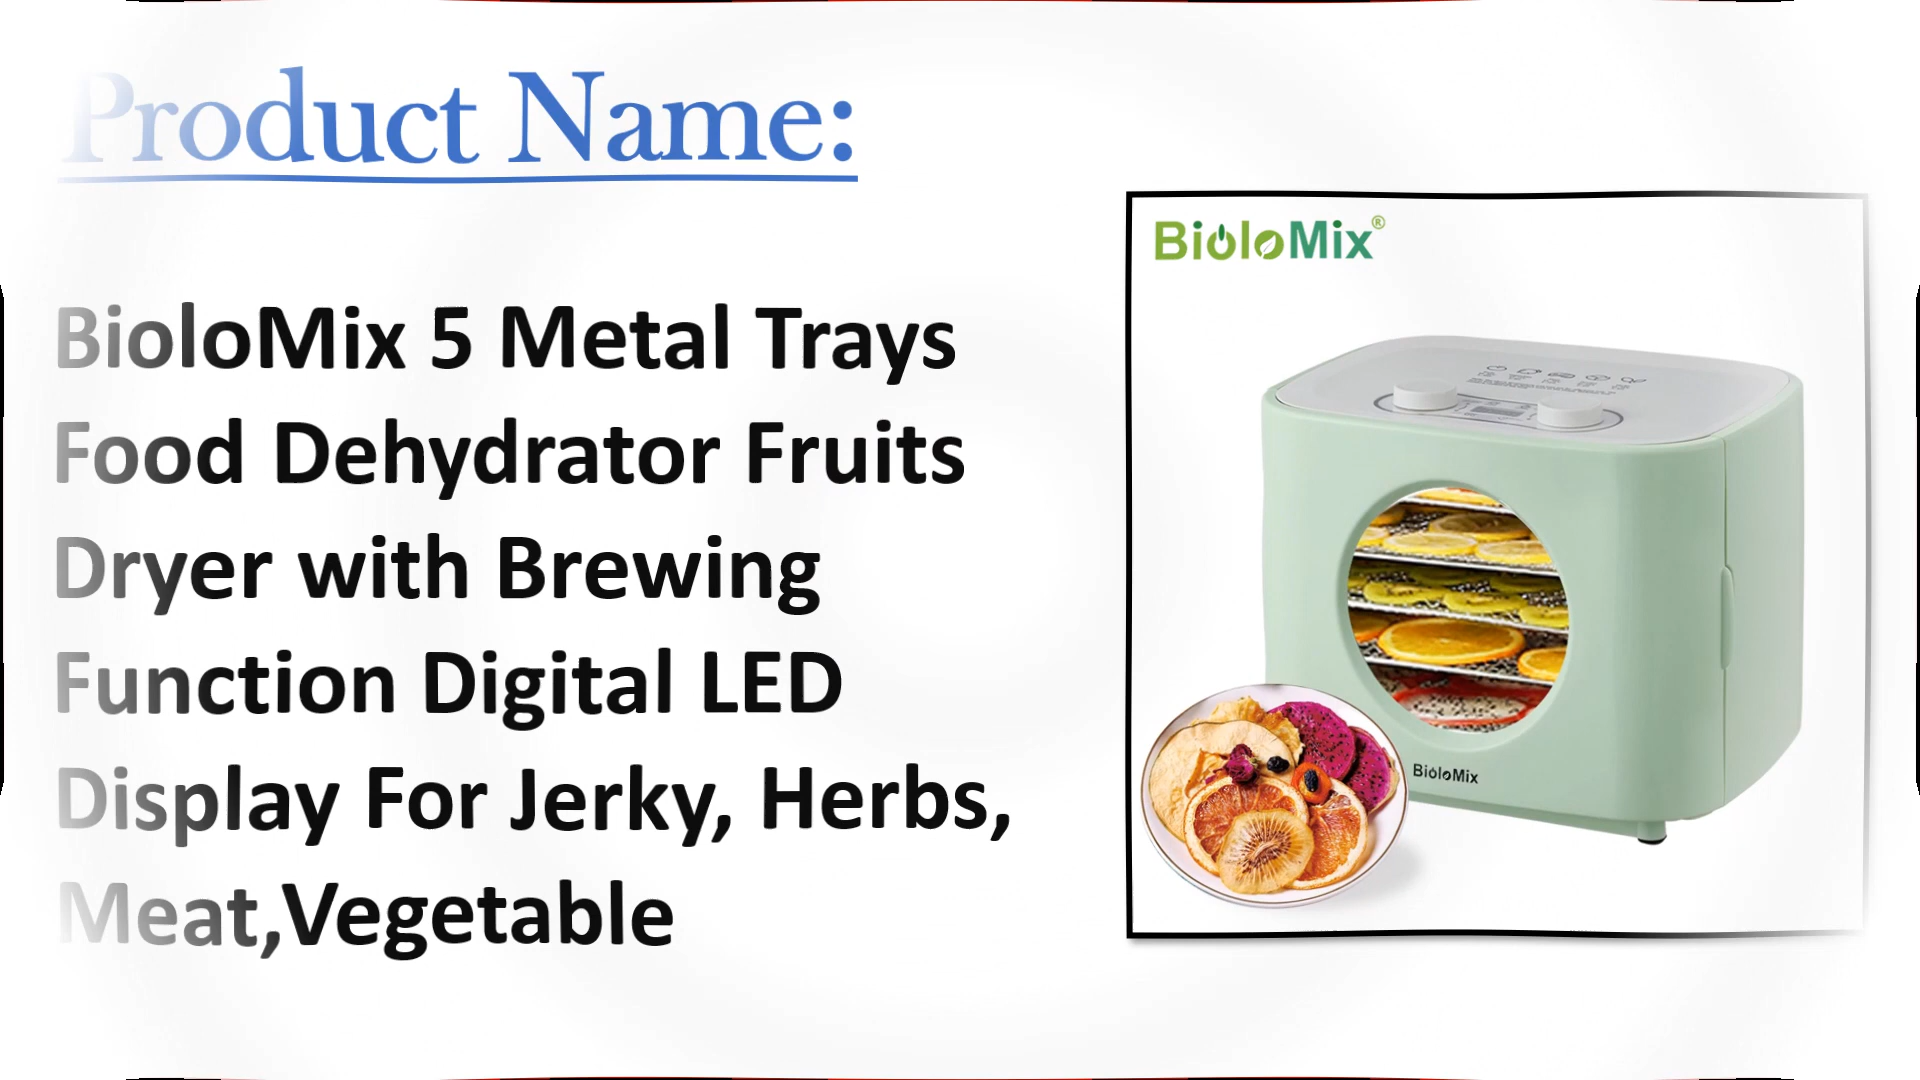 Product Name:
BioloMix 5 Metal Trays
Food Dehydrator Fruits
Dryer with Brewing
Function Digital LED
Display For Jerky, Herbs,
Meat,Vegetable
BioloMix®
BioloMix